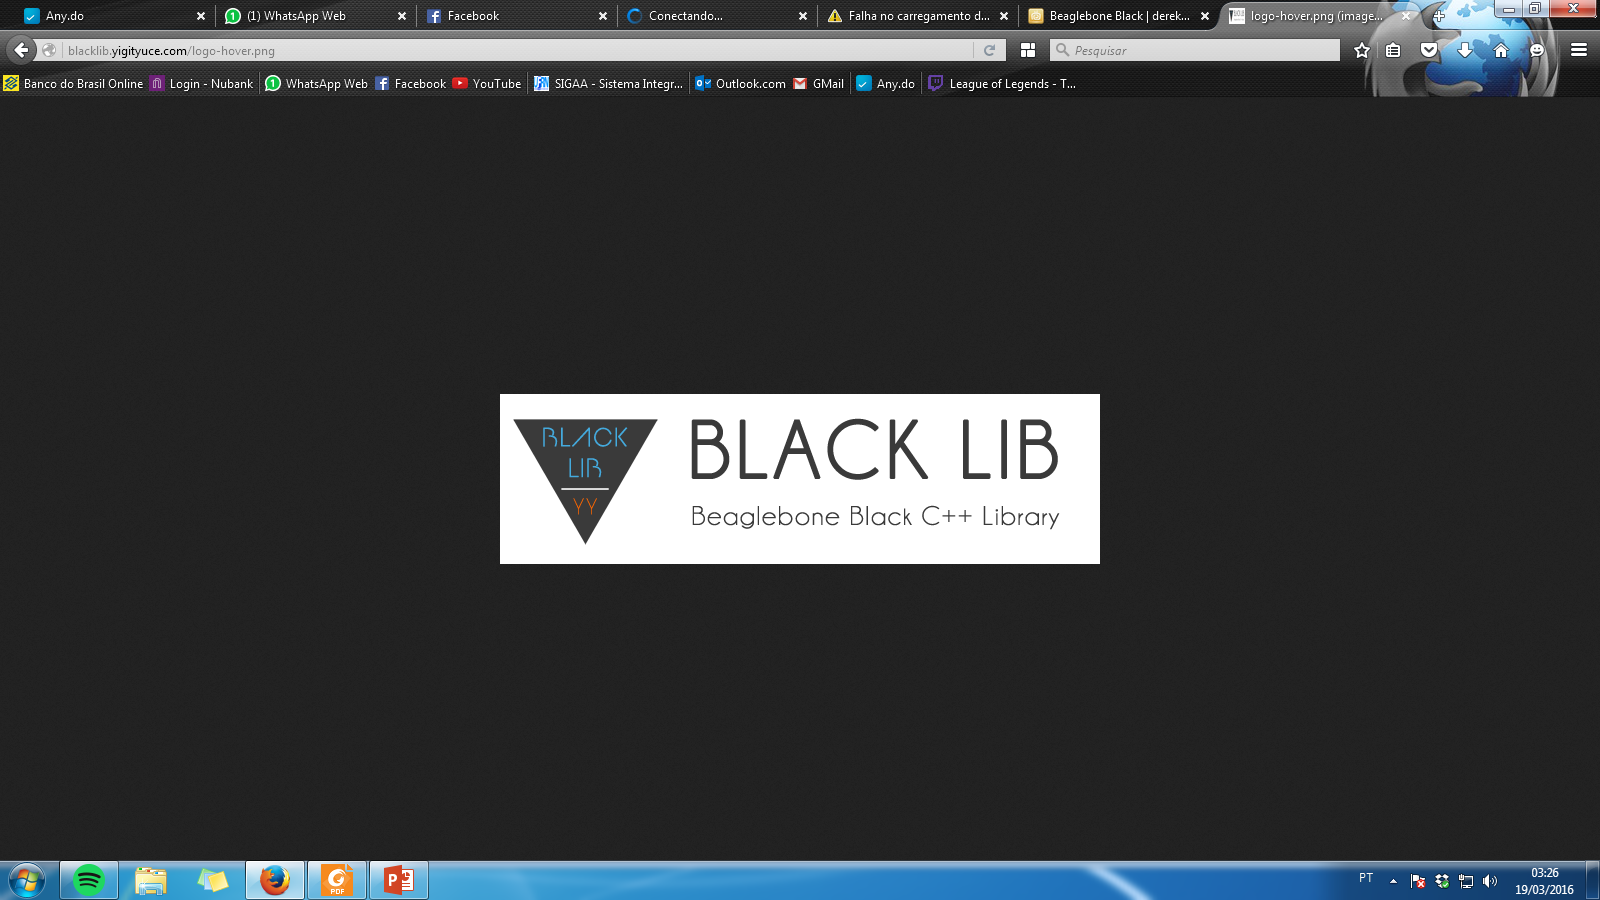 Any.do
(1) WhatsApp Web
Facebook
Conectando...
Falha no carregamento d...
Beaglebone Black | derek...
logo-hover.png (image...
blacklib.yigityuce.com/logo-hover.png
Pesquisar
Banco do Brasil Online
Login - Nubank
WhatsApp Web
Facebook
YouTube
SIGAA - Sistema Integr...
Outlook.com
GMail
Any.do
League of Legends - T...
BLACK
LIB
YY
BLACK LIB
Beaglebone Black C++ Library
PDF
PT
03:26
19/03/2016